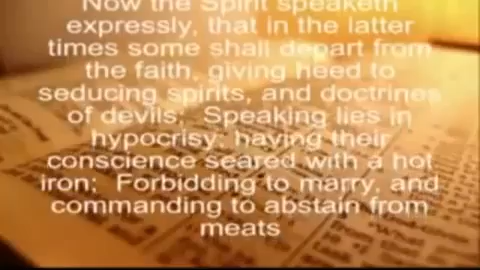 Now the Spirit speaketh
expressly, that in the latter
times some shall depart from
the faith, giving heed to
seducing spirits, and doctrines
of devils; Speaking lies in
hypocrisy; having their
conscience seared with a hot
iron; Forbidding to marry, and
commanding to abstain from
meats